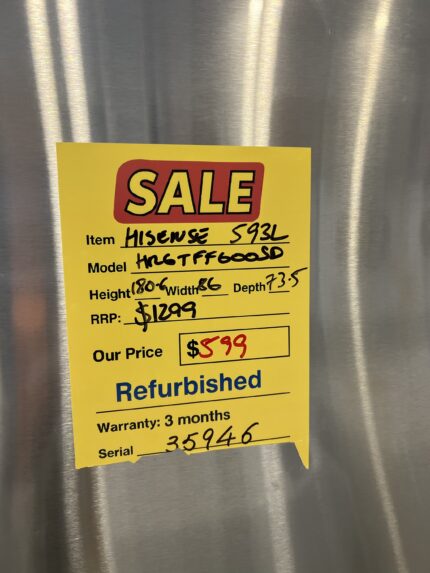 SALE
Item HISENSE 593L
Model HRGTFF600SD
Height 180.6 Width 86 Depth 73.5
RRP: $1299
Our Price $599
Refurbished
Warranty: 3 months
Serial 35946